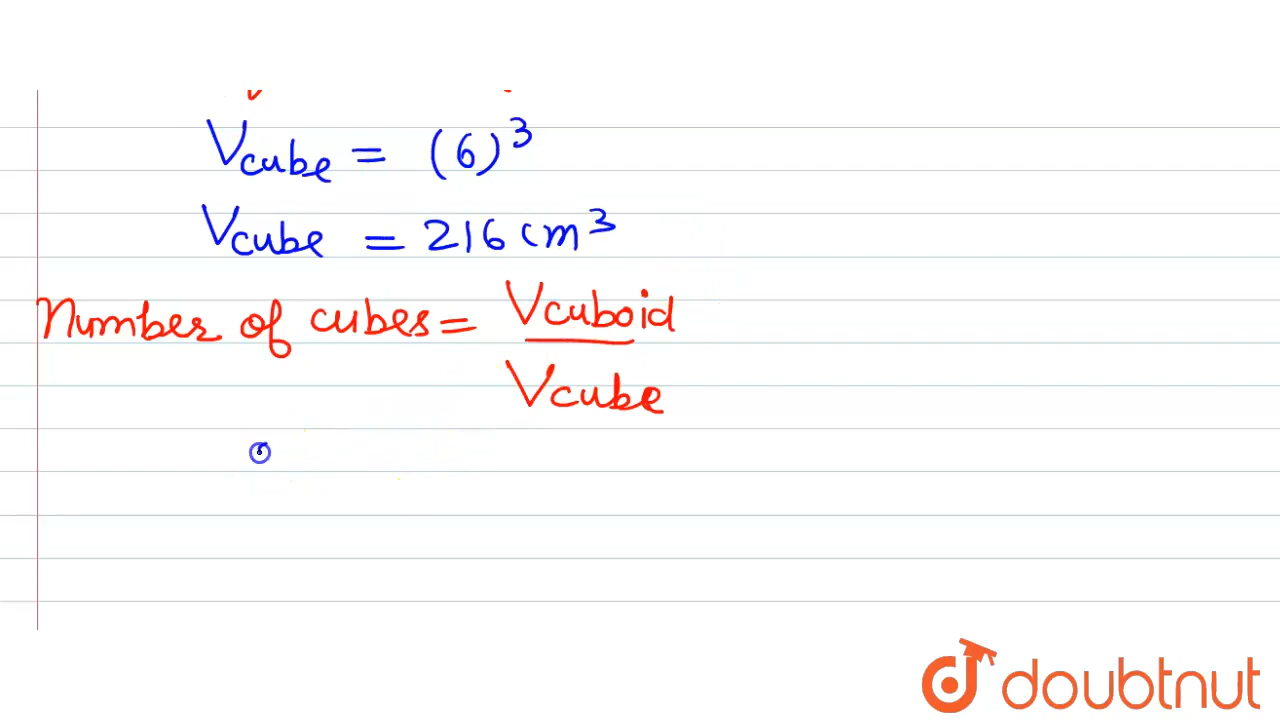 Vcube = (6)³
Vcube = 216 cm³
Number of cubes = Vcuboid
Vcube
doubtnut